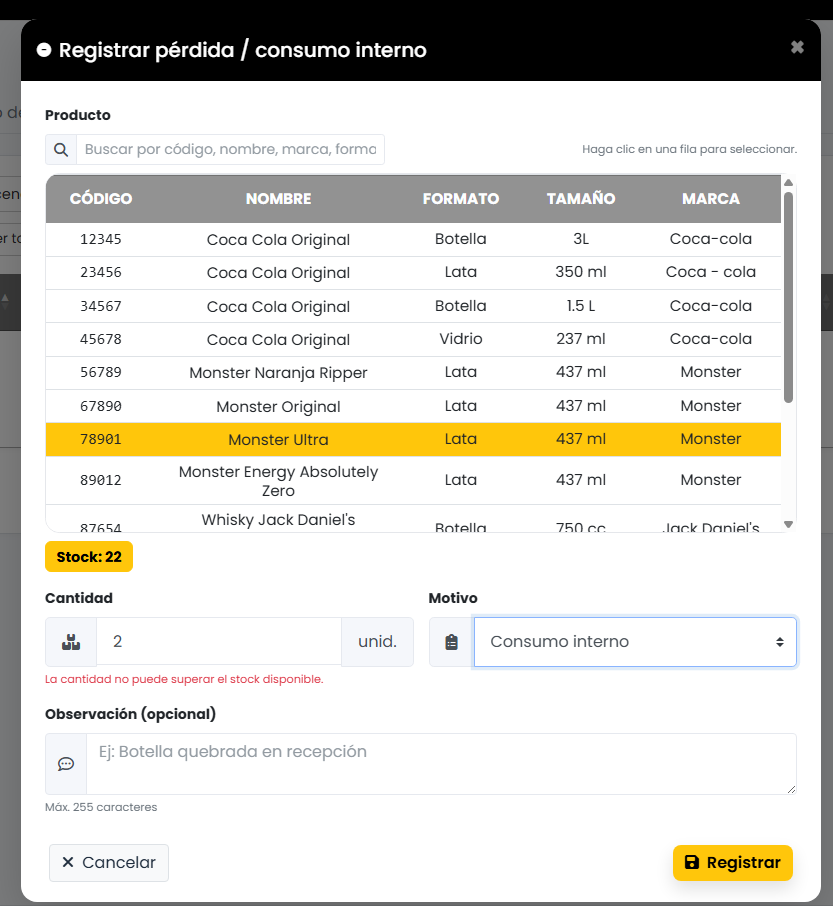 Registrar pérdida / consumo interno
Producto
Buscar por código, nombre, marca, forma
Haga clic en una fila para seleccionar.
CÓDIGO NOMBRE FORMATO TAMAÑO MARCA
12345 Coca Cola Original Botella 3L Coca-cola
23456 Coca Cola Original Lata 350 ml Coca - cola
34567 Coca Cola Original Botella 1.5 L Coca-cola
45678 Coca Cola Original Vidrio 237 ml Coca-cola
56789 Monster Naranja Ripper Lata 437 ml Monster
67890 Monster Original Lata 437 ml Monster
78901 Monster Ultra Lata 437 ml Monster
89012 Monster Energy Absolutely Zero Lata 437 ml Monster
87654 Whisky Jack Daniel's Botella 750 cc Jack Daniel's
Stock: 22
Cantidad
2 unid.
La cantidad no puede superar el stock disponible.
Motivo
Consumo interno
Observación (opcional)
Ej: Botella quebrada en recepción
Máx. 255 caracteres
Cancelar
Registrar